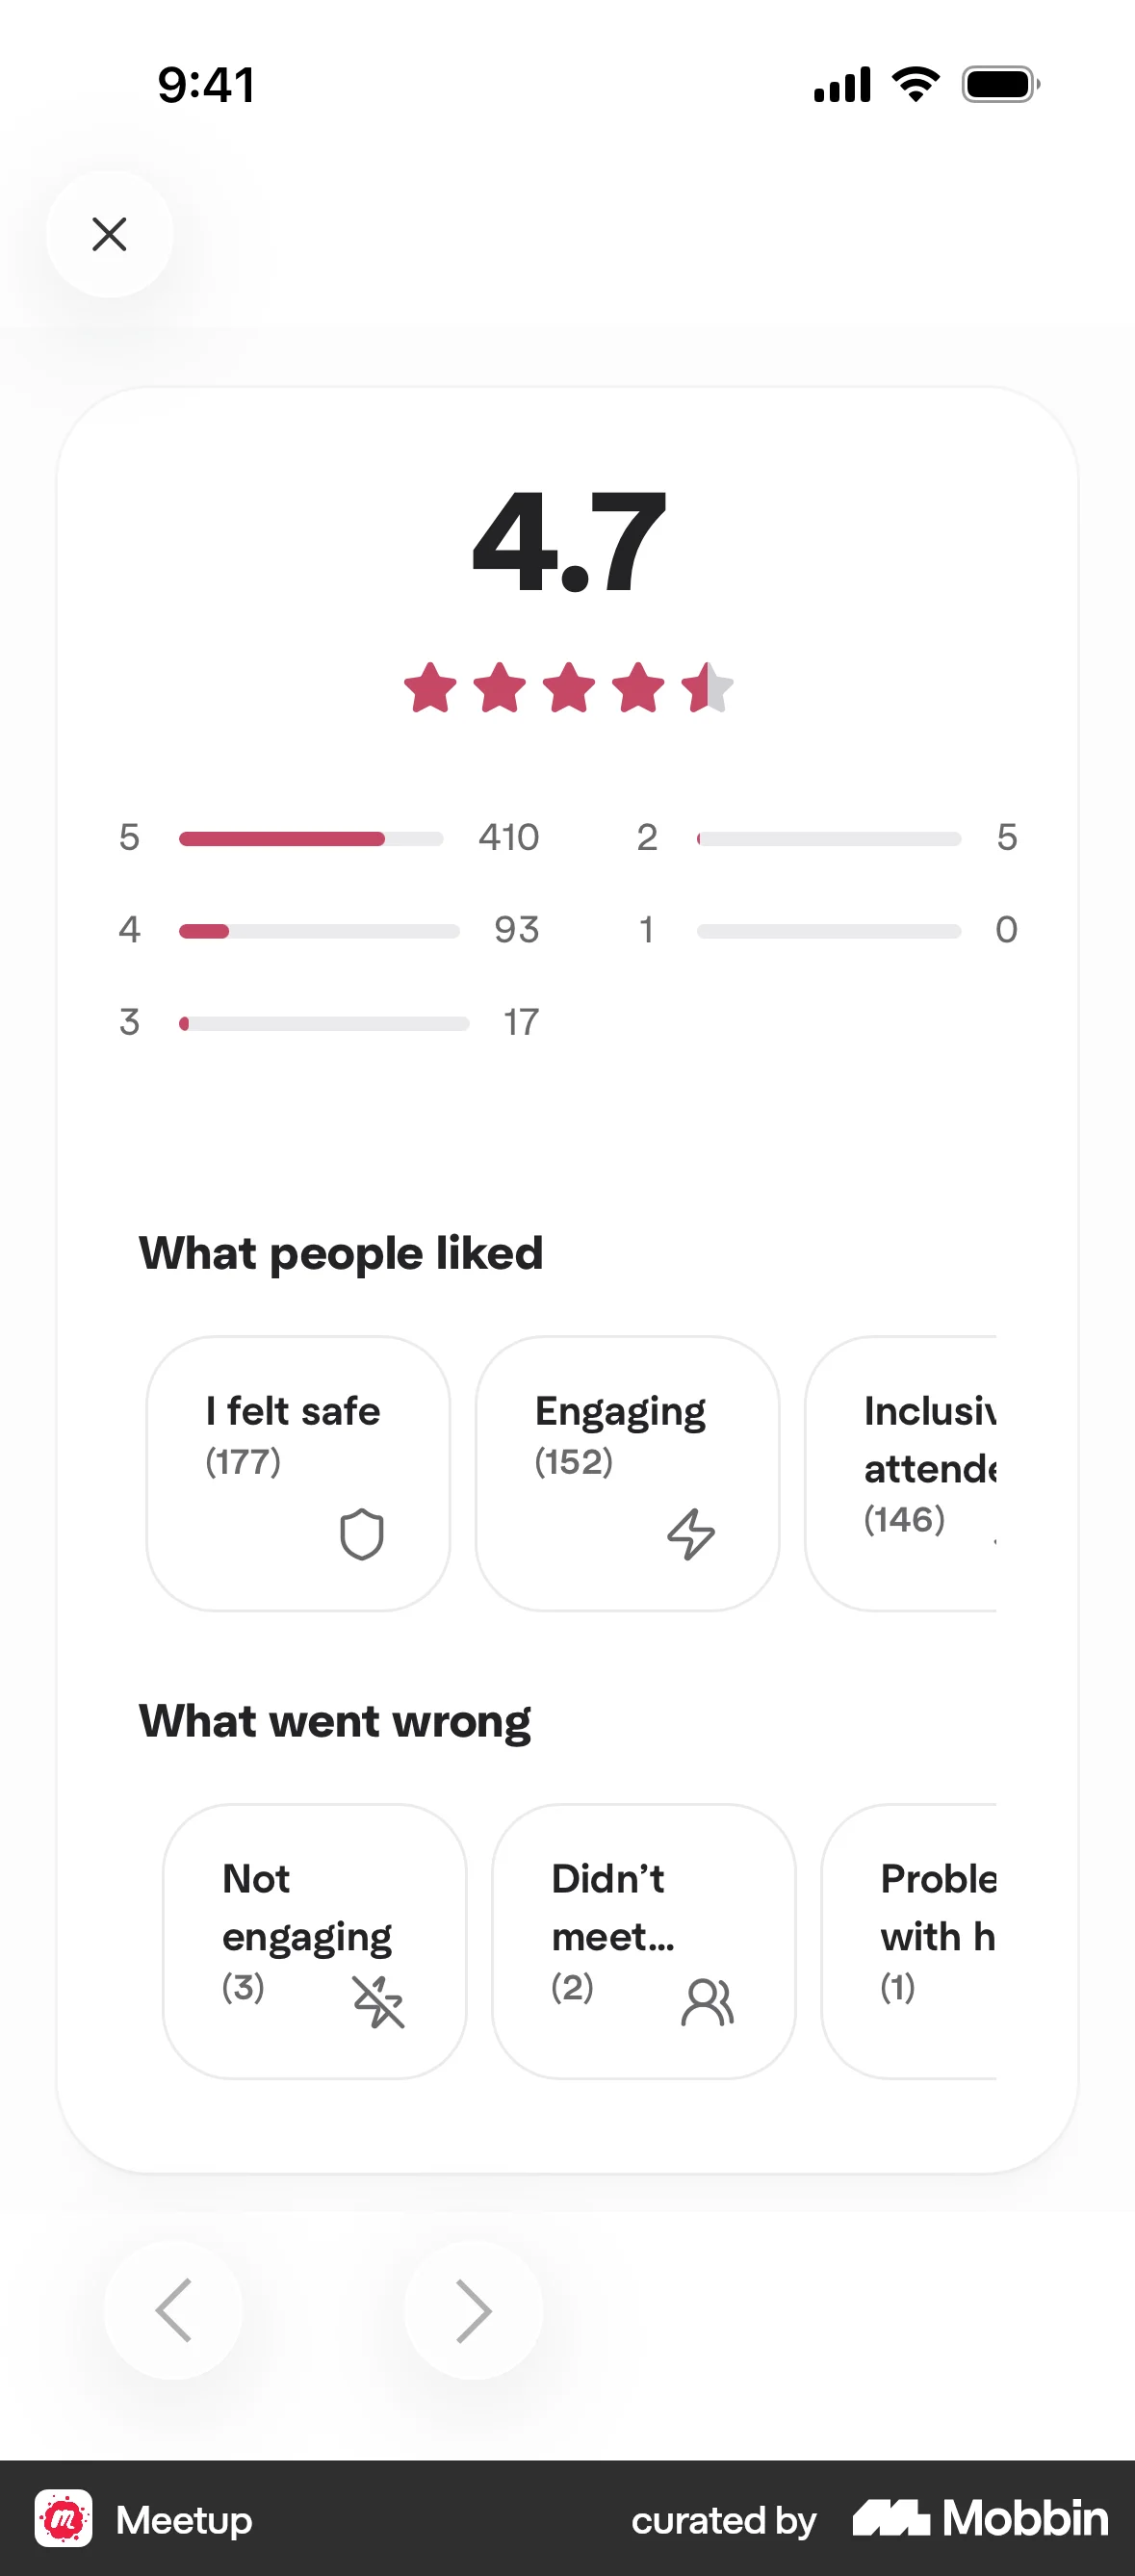 9:41
4.7
5 410
4 93
3 17
2 5
1 0
What people liked
I felt safe
(177)
Engaging
(152)
(146)
What went wrong
Not
engaging
(3)
Didn’t
meet...
(2)
with
(1)
Meetup
curated by Mobbin